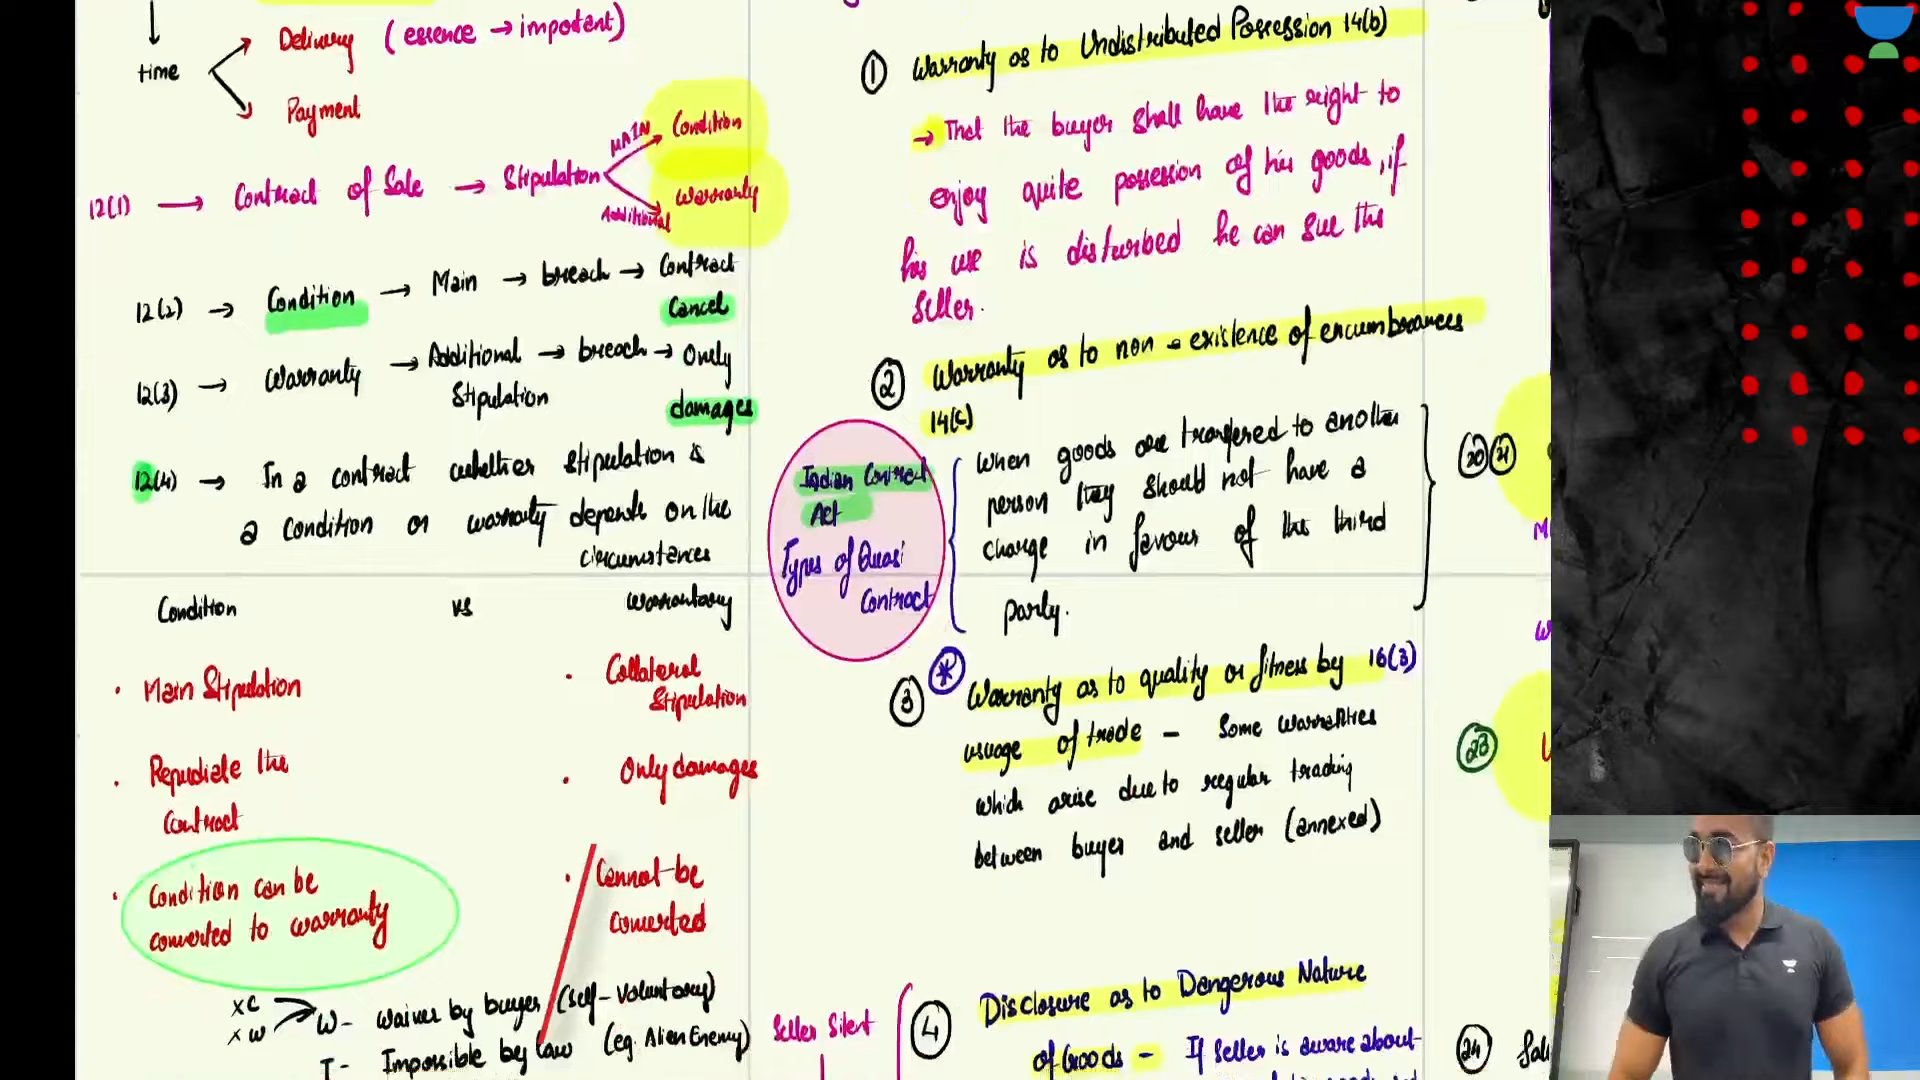 time
Delivery (essence → important)
Payment
12(1) → Contract of Sale → Stipulation
MAIN Condition
Additional Warranty
12(2) → Condition → Main → breach → Contract
Cancel
12(3) → Warranty → Additional → breach → Only
Stipulation damages
12(4) → In a contract whether stipulation is
a condition or warranty depends on the
circumstances
Condition vs warrantary
• Main Stipulation
• Collateral
Stipulation
• Repudiate the
Contract
• Only damages
• Condition can be
converted to warranty
• Cannot be
converted
XC
XW
W- waiver by buyer (self-voluntary)
I- Impossible by law (eg. Alien Enemy)
① Warranty as to Undistributed Possession 14(b)
→ That the buyer shall have the right to
enjoy quite possession of his goods, if
his use is disturbed he can sue the
seller.
② Warranty as to non-existence of encumbrances
14(c)
When goods are transfered to another
person they should not have a
charge in favour of the third
party.
Indian Contract
Act
Types of Quasi
Contract
③ * Warranty as to quality or fitness by 16(3)
usuage of trade – Some warranties
which arise due to regular trading
between buyer and seller (annexed)
Seller Silent
④ Disclosure as to Dangerous Nature
of Goods – If seller is aware about
20 21
23
24